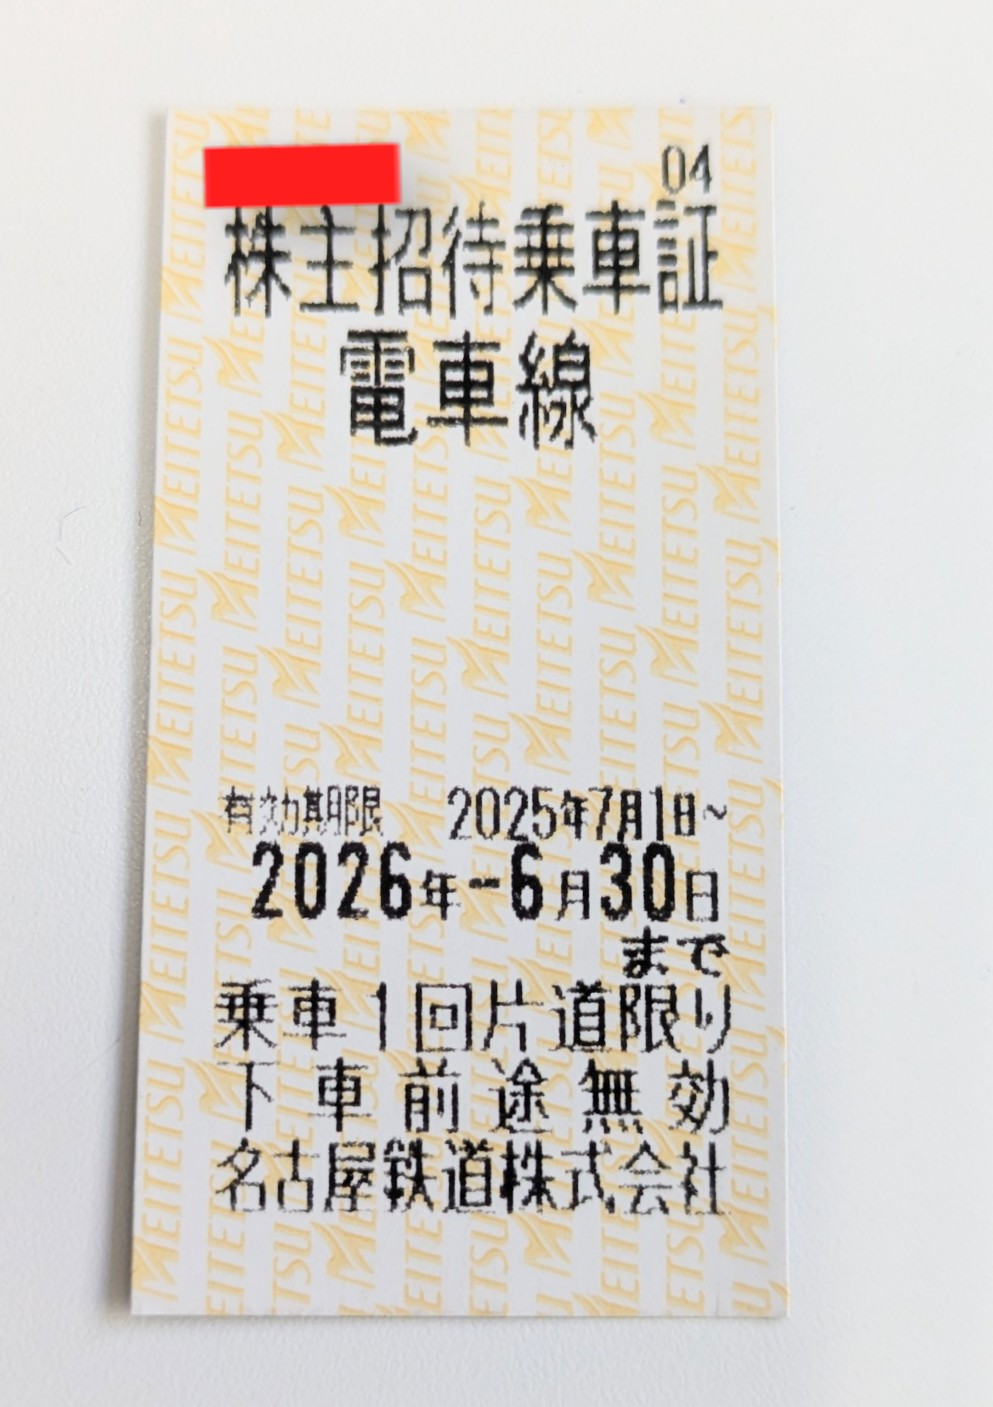 04
株主招待乗車証
電車線
有効期限 2025年7月1日~
2026年-6月30日
まで
乗車1回片道限り
下車前途無効
名古屋鉄道株式会社
MEITETSU